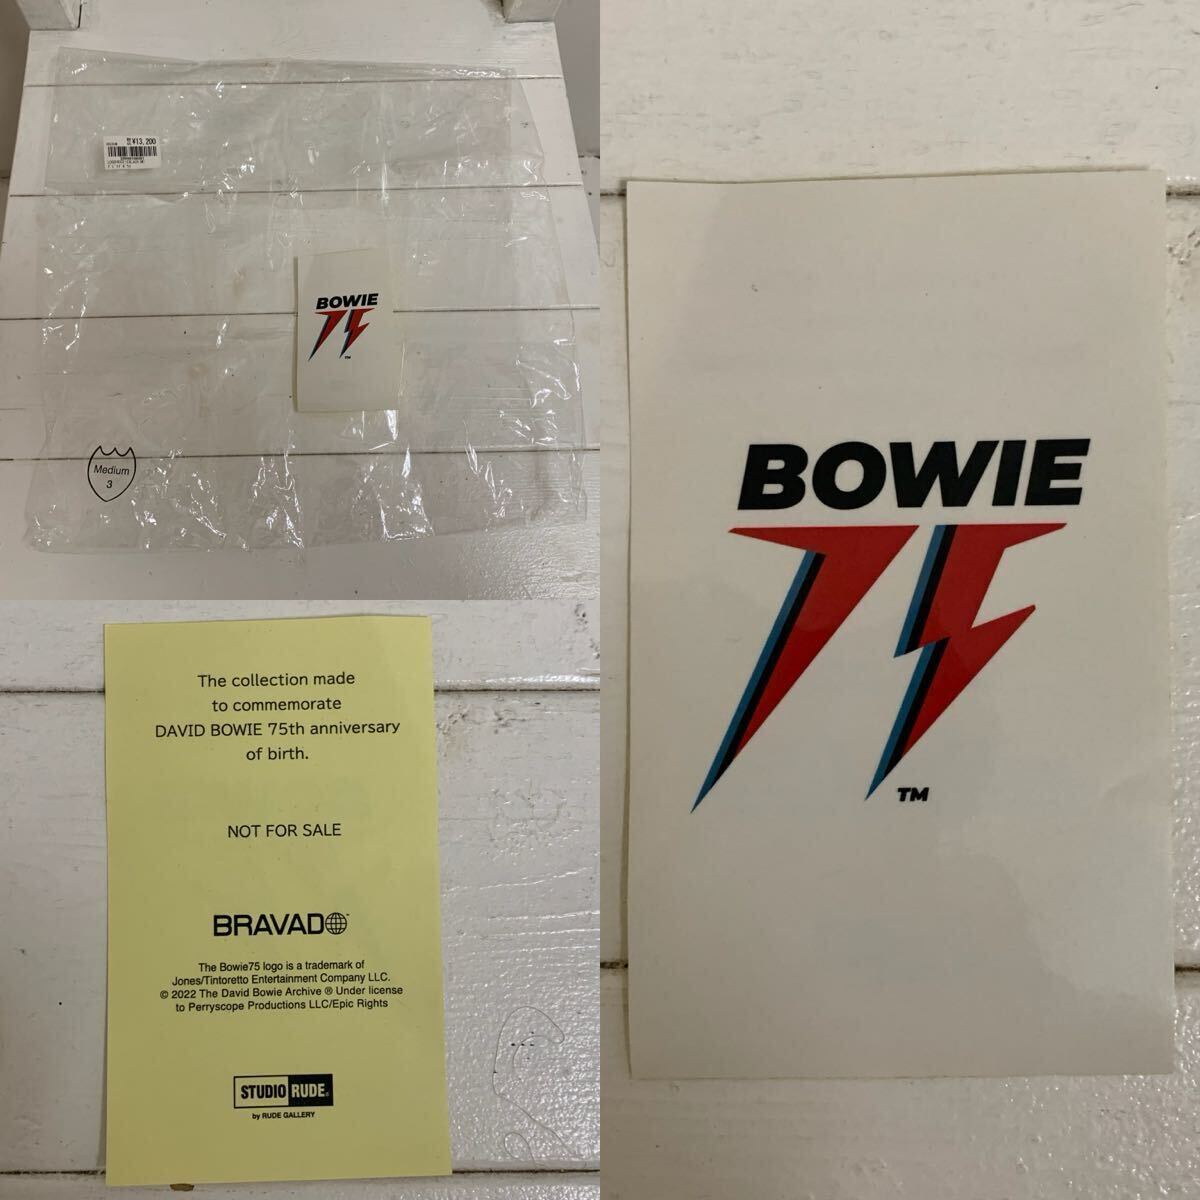 ¥13,200
BOWIE
75
TM
Medium
3
BOWIE
75
TM
The collection made
to commemorate
DAVID BOWIE 75th anniversary
of birth.
NOT FOR SALE
BRAVADO
The Bowie75 logo is a trademark of
Jones/Tintoretto Entertainment Company LLC.
© 2022 The David Bowie Archive ® Under license
to Perryscope Productions LLC/Epic Rights
STUDIO RUDE®
by RUDE GALLERY